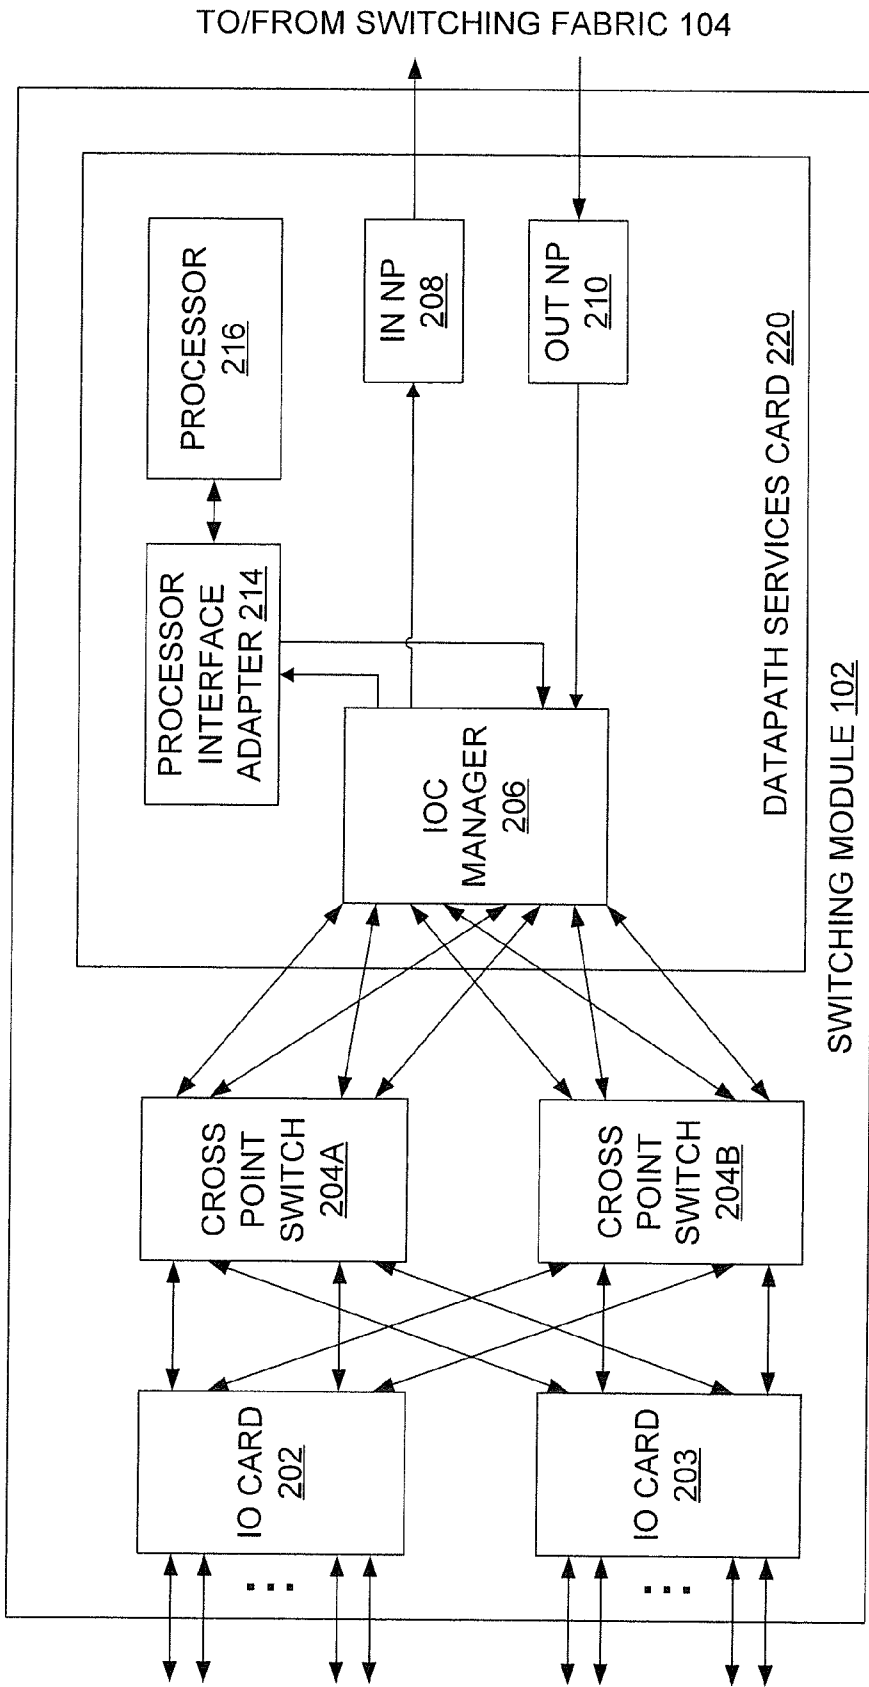 TO/FROM SWITCHING FABRIC 104
PROCESSOR
216
IN NP
208
OUT NP
210
PROCESSOR
INTERFACE
ADAPTER 214
IOC
MANAGER
206
DATAPATH SERVICES CARD 220
SWITCHING MODULE 102
CROSS
POINT
SWITCH
204A
CROSS
POINT
SWITCH
204B
IO CARD
202
...
IO CARD
203
...